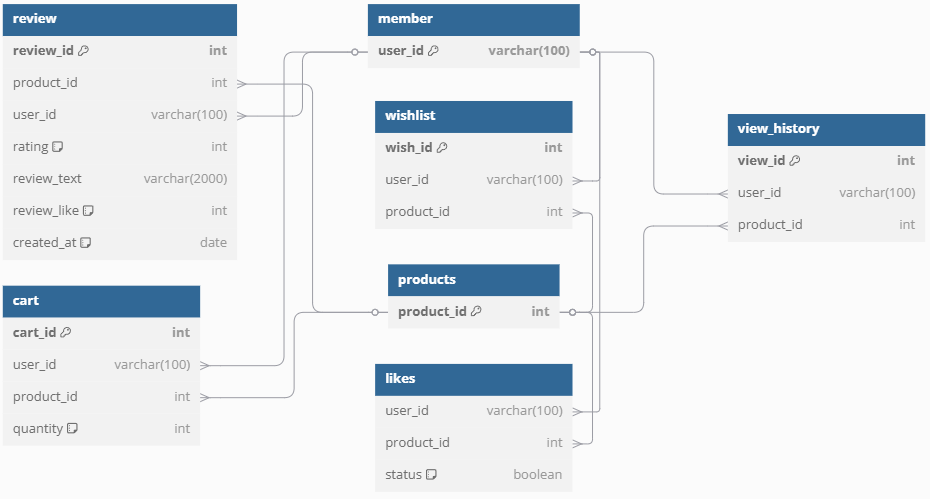 review
review_id int
product_id int
user_id varchar(100)
rating int
review_text varchar(2000)
review_like int
created_at date
cart
cart_id int
user_id varchar(100)
product_id int
quantity int
member
user_id varchar(100)
wishlist
wish_id int
user_id varchar(100)
product_id int
products
product_id int
likes
user_id varchar(100)
product_id int
status boolean
view_history
view_id int
user_id varchar(100)
product_id int